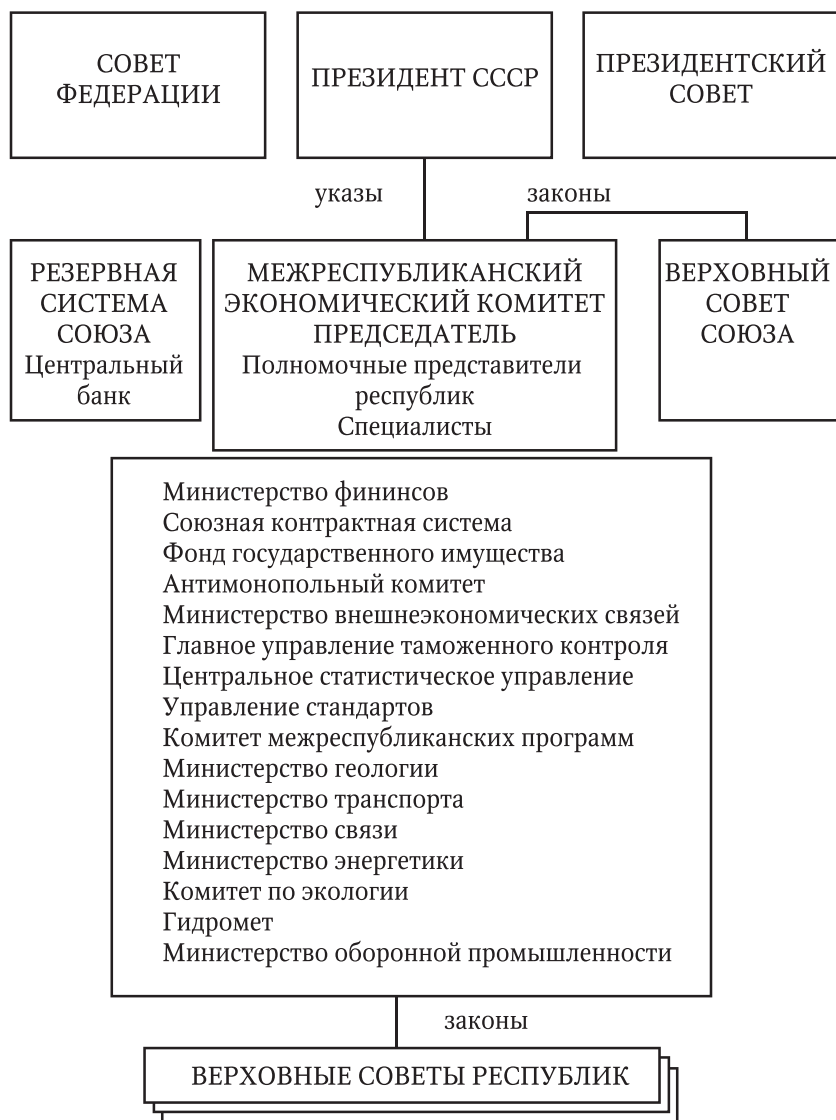 СОВЕТ
ФЕДЕРАЦИИ
ПРЕЗИДЕНТ СССР
ПРЕЗИДЕНТСКИЙ
СОВЕТ
указы
законы
РЕЗЕРВНАЯ
СИСТЕМА
СОЮЗА
Центральный
банк
МЕЖРЕСПУБЛИКАНСКИЙ
ЭКОНОМИЧЕСКИЙ КОМИТЕТ
ПРЕДСЕДАТЕЛЬ
Полномочные представители
республик
Специалисты
ВЕРХОВНЫЙ
СОВЕТ
СОЮЗА
Министерство фининсов
Союзная контрактная система
Фонд государственного имущества
Антимонопольный комитет
Министерство внешнеэкономических связей
Главное управление таможенного контроля
Центральное статистическое управление
Управление стандартов
Комитет межреспубликанских программ
Министерство геологии
Министерство транспорта
Министерство связи
Министерство энергетики
Комитет по экологии
Гидромет
Министерство оборонной промышленности
законы
ВЕРХОВНЫЕ СОВЕТЫ РЕСПУБЛИК